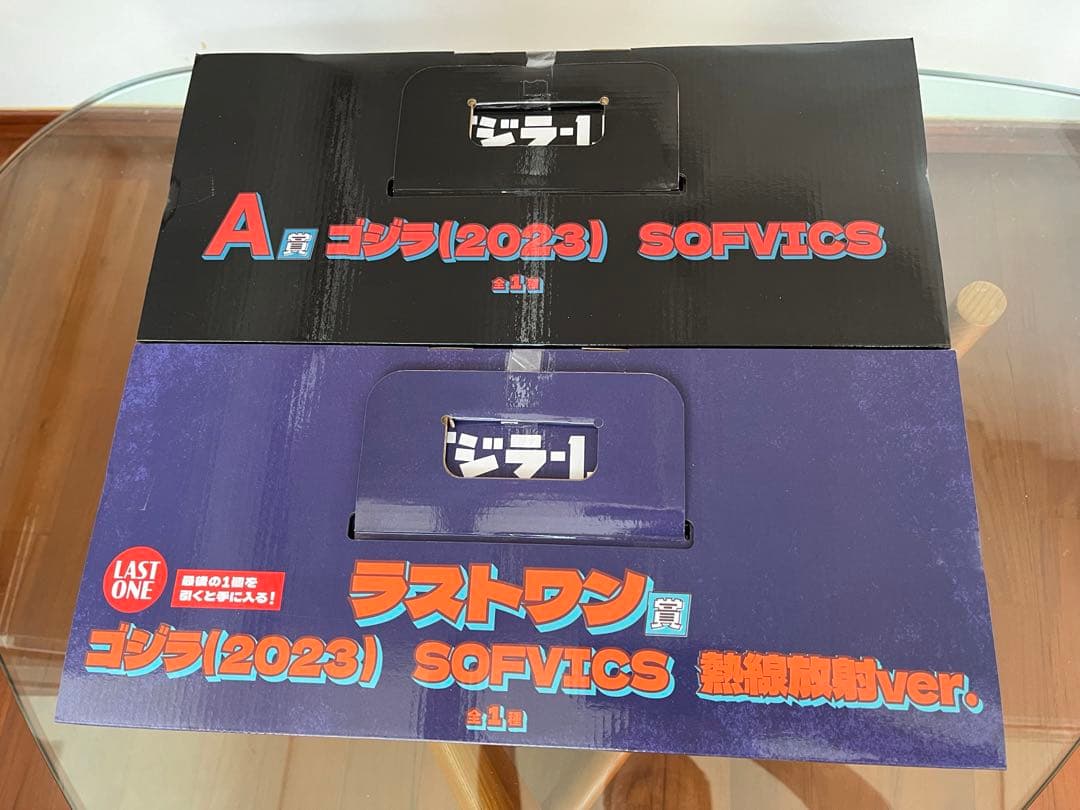 ジラ-1
A賞 ゴジラ(2023) SOFVICS
全1種
ジラ-1.
LAST ONE
最後の1個を
引くと手に入る!
ラストワン賞
ゴジラ(2023) SOFVICS 熱線放射ver.
全1種